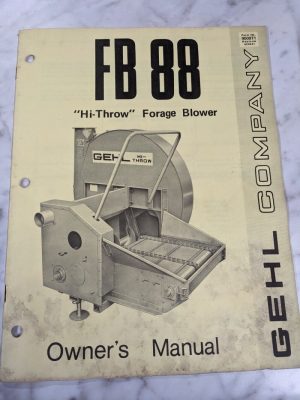 FB 88
"Hi-Throw" Forage Blower
GEHL HI-
THROW
Owner's Manual
GEHL COMPANY